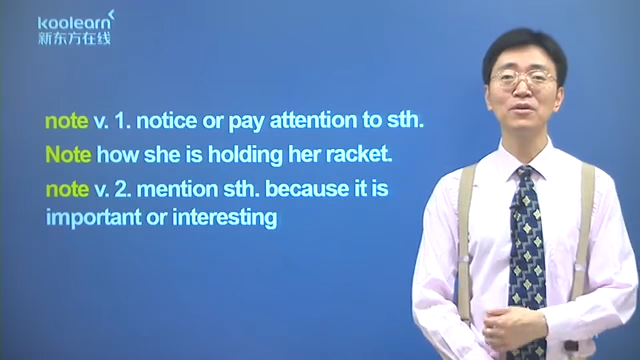 koolearn
新东方在线
note v. 1. notice or pay attention to sth.
Note how she is holding her racket.
note v. 2. mention sth. because it is
important or interesting